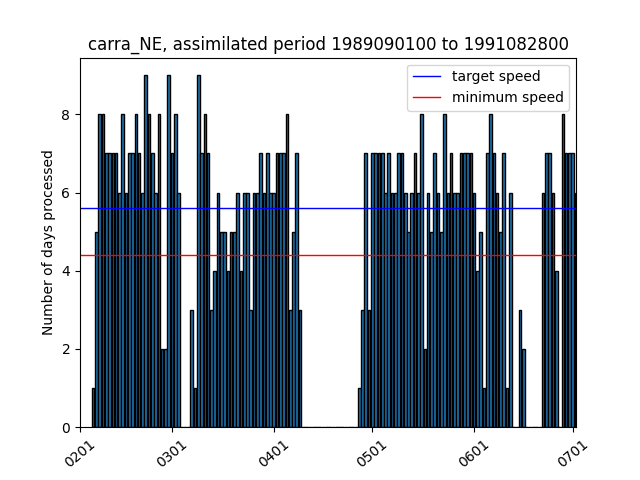 carra_NE, assimilated period 1989090100 to 1991082800
target speed
minimum speed
Number of days processed
8
6
4
2
0
0201
0301
0401
0501
0601
0701